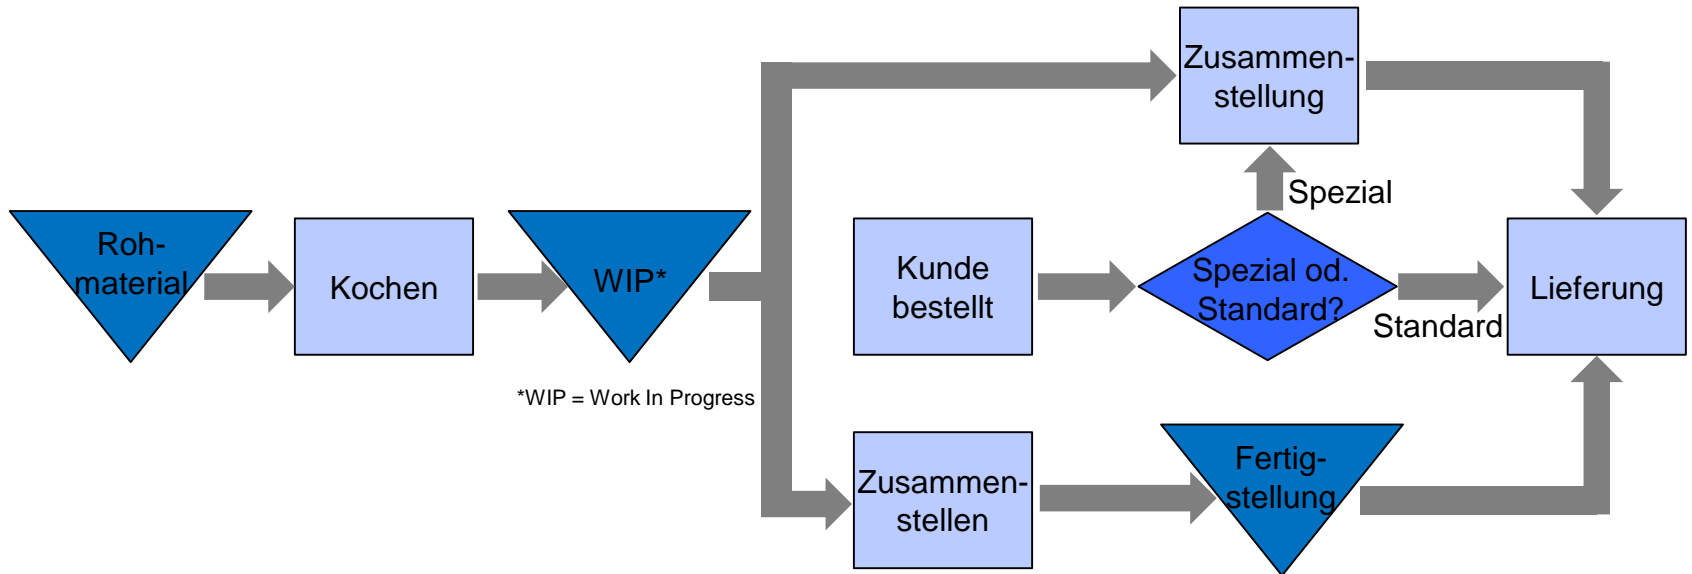 Zusammen-
stellung
Spezial
Roh-
material
Kochen
WIP*
Kunde
bestellt
Spezial od.
Standard?
Standard
Lieferung
*WIP = Work In Progress
Zusammen-
stellen
Fertig-
stellung